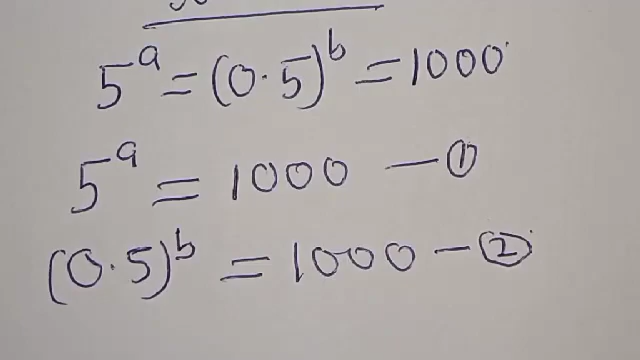 5^a = (0.5)^b = 1000
5^a = 1000 — ①
(0.5)^b = 1000 — ②